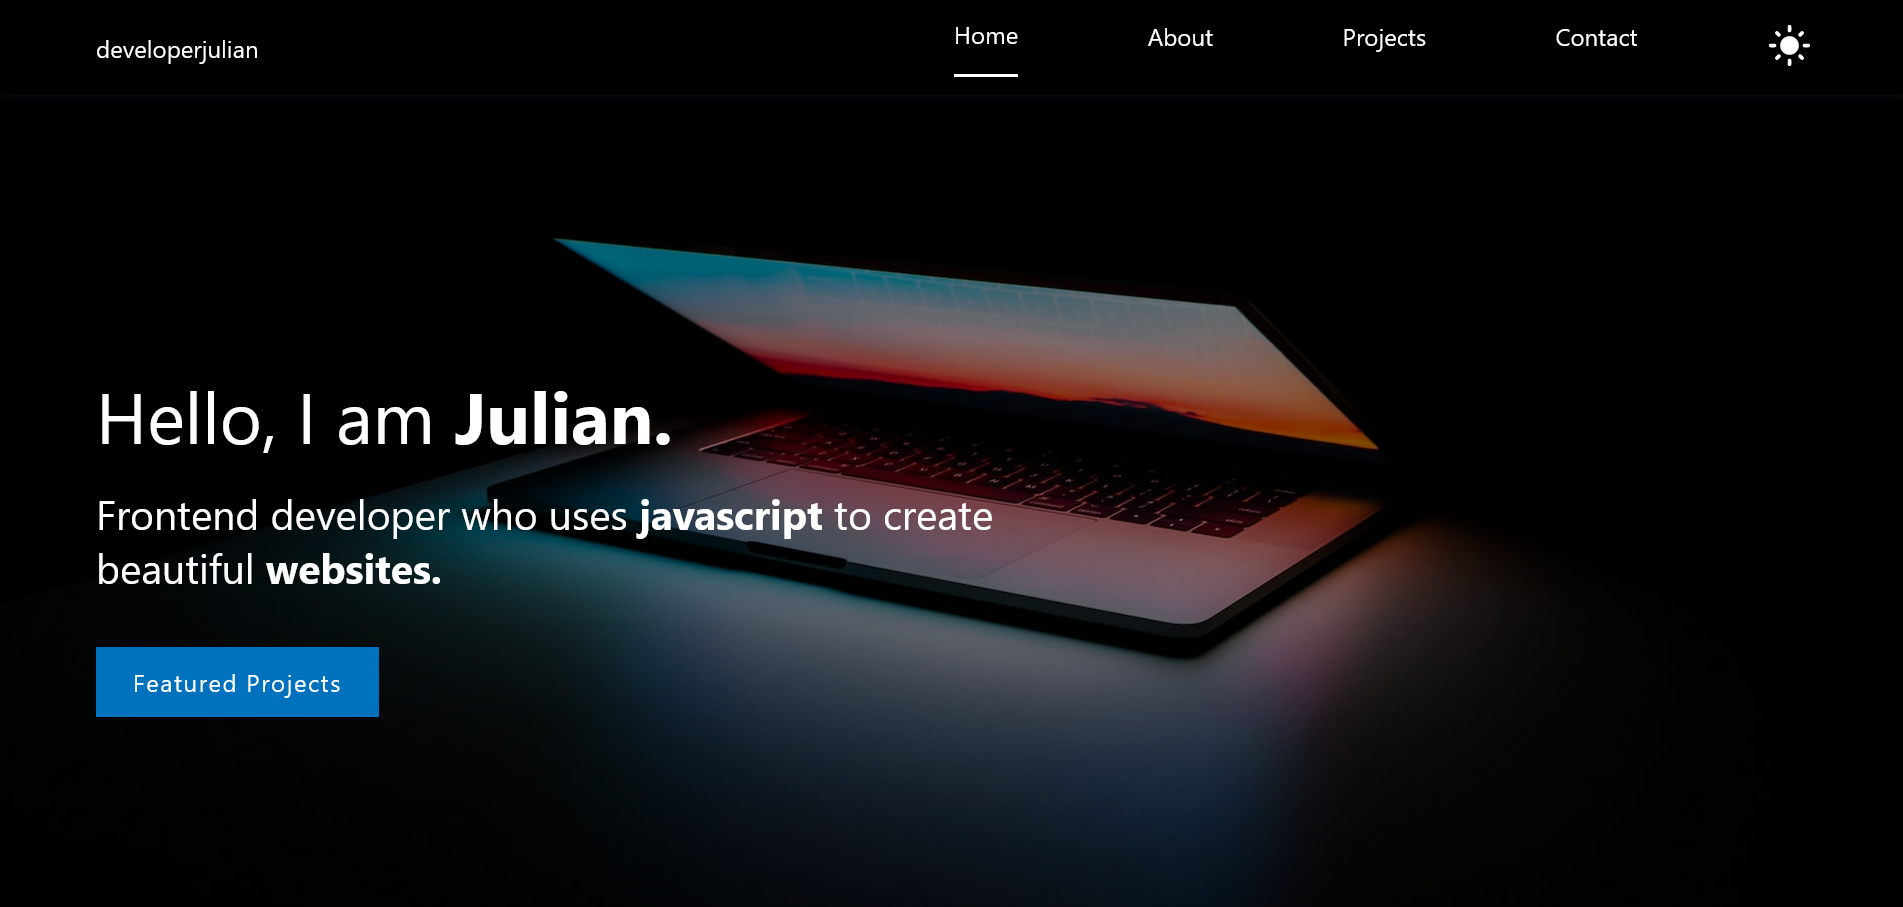 developerjulian
Home
About
Projects
Contact
Hello, I am Julian.
Frontend developer who uses javascript to create
beautiful websites.
Featured Projects